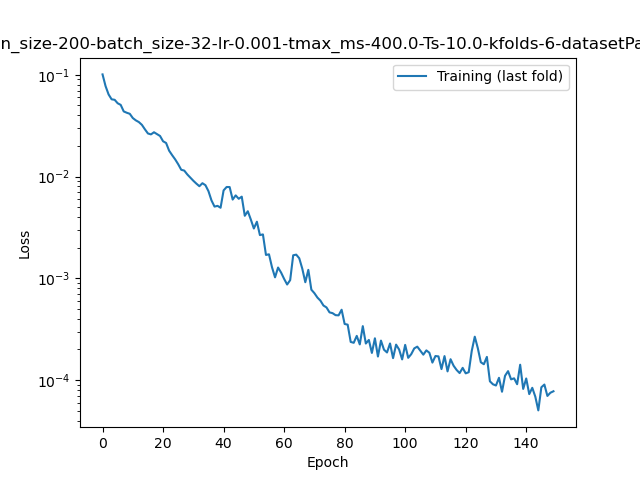 n_size-200-batch_size-32-lr-0.001-tmax_ms-400.0-Ts-10.0-kfolds-6-datasetPa
Training (last fold)
10⁻¹
10⁻²
10⁻³
10⁻⁴
Loss
0 20 40 60 80 100 120 140
Epoch